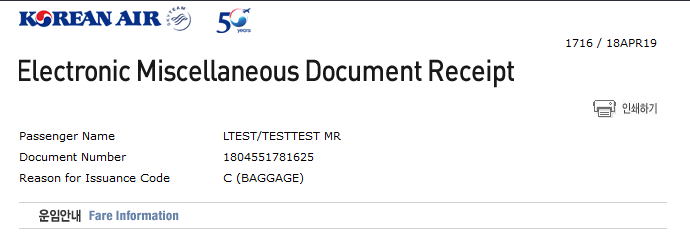 KOREAN AIR SKYTEAM 50 years
1716 / 18APR19
Electronic Miscellaneous Document Receipt
인쇄하기
Passenger Name LTEST/TESTTEST MR
Document Number 1804551781625
Reason for Issuance Code C (BAGGAGE)
운임안내 Fare Information